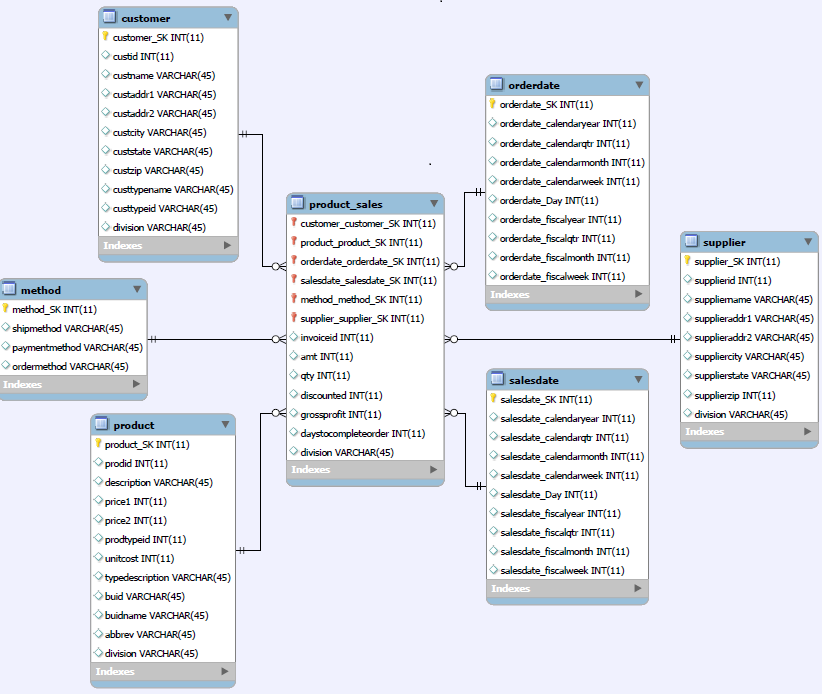 customer
customer_SK INT(11)
custid INT(11)
custname VARCHAR(45)
custaddr1 VARCHAR(45)
custaddr2 VARCHAR(45)
custcity VARCHAR(45)
custstate VARCHAR(45)
custzip VARCHAR(45)
custtypename VARCHAR(45)
custtypeid VARCHAR(45)
division VARCHAR(45)
Indexes
method
method_SK INT(11)
shipmethod VARCHAR(45)
paymentmethod VARCHAR(45)
ordermethod VARCHAR(45)
Indexes
product
product_SK INT(11)
prodid INT(11)
description VARCHAR(45)
price1 INT(11)
price2 INT(11)
prodtypeid INT(11)
unitcost INT(11)
typedescription VARCHAR(45)
buid VARCHAR(45)
buidname VARCHAR(45)
abbrev VARCHAR(45)
division VARCHAR(45)
Indexes
product_sales
customer_customer_SK INT(11)
product_product_SK INT(11)
orderdate_orderdate_SK INT(11)
salesdate_salesdate_SK INT(11)
method_method_SK INT(11)
supplier_supplier_SK INT(11)
invoiceid INT(11)
amt INT(11)
qty INT(11)
discounted INT(11)
grossprofit INT(11)
daystocompleteorder INT(11)
division VARCHAR(45)
Indexes
orderdate
orderdate_SK INT(11)
orderdate_calendaryear INT(11)
orderdate_calendarqtr INT(11)
orderdate_calendarmonth INT(11)
orderdate_calendarweek INT(11)
orderdate_Day INT(11)
orderdate_fiscalyear INT(11)
orderdate_fiscalqtr INT(11)
orderdate_fiscalmonth INT(11)
orderdate_fiscalweek INT(11)
Indexes
salesdate
salesdate_SK INT(11)
salesdate_calendaryear INT(11)
salesdate_calendarqtr INT(11)
salesdate_calendarmonth INT(11)
salesdate_calendarweek INT(11)
salesdate_Day INT(11)
salesdate_fiscalyear INT(11)
salesdate_fiscalqtr INT(11)
salesdate_fiscalmonth INT(11)
salesdate_fiscalweek INT(11)
Indexes
supplier
supplier_SK INT(11)
supplierid INT(11)
suppliername VARCHAR(45)
supplieraddr1 VARCHAR(45)
supplieraddr2 VARCHAR(45)
suppliercity VARCHAR(45)
supplierstate VARCHAR(45)
supplierzip INT(11)
division VARCHAR(45)
Indexes